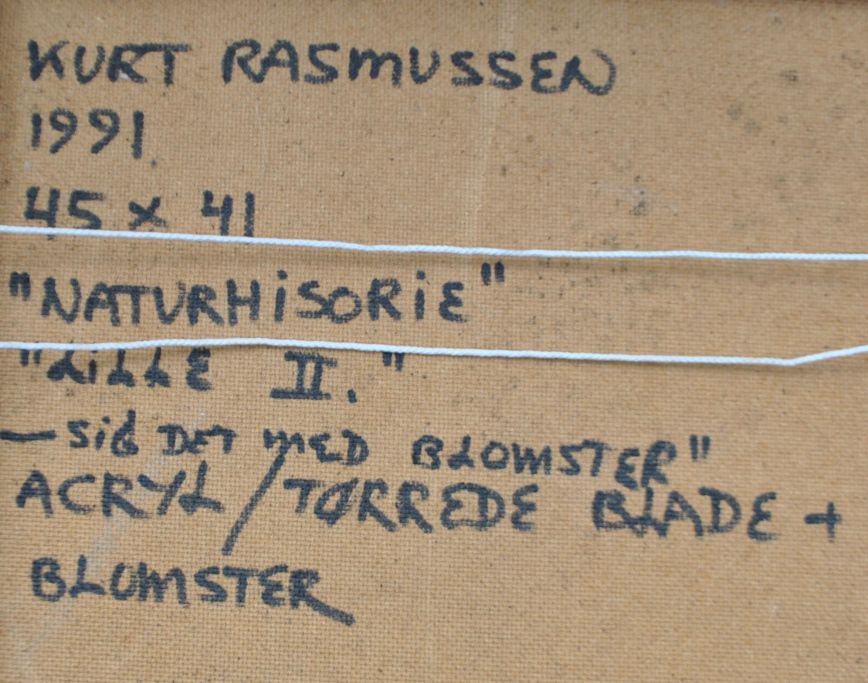 KURT RASMUSSEN
1991
45 x 41
"NATURHiSORiE"
"LiLLE II."
— SiG DET MED BLOMSTER"
ACRYL/TØRREDE BLADE +
BLOMSTER